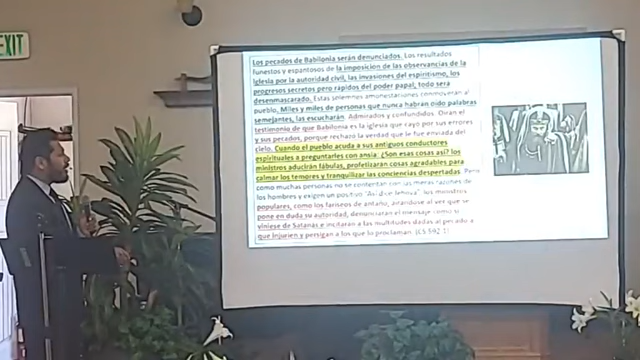 EXIT
Los pecados de Babilonia serán denunciados. Los resultados
funestos y espantosos de la imposición de las observancias de la
iglesia por la autoridad civil, las invasiones del espiritismo, los
progresos secretos pero rápidos del poder papal, todo será
desenmascarado. Estas solemnes amonestaciones conmoverán al
pueblo. Miles y miles de personas que nunca habrán oído palabras
semejantes, las escucharán. Admirados y confundidos, Oirán el
testimonio de que Babilonia es la iglesia que cayó por sus errores
y sus pecados, porque rechazó la verdad que le fue enviada del
cielo. Cuando el pueblo acuda a sus antiguos conductores
espirituales a preguntarles con ansia: ¿Son esas cosas así? los
ministros aducirán fábulas, profetizarán cosas agradables para
calmar los temores y tranquilizar las conciencias despertadas. Pero
como muchas personas no se contentan con las meras razones de
los hombres y exigen un positivo "Así dice Jehová", los ministros
populares, como los fariseos de antaño, airándose al ver que se
pone en duda su autoridad, denunciarán el mensaje como si
viniese de Satanás e incitarán a las multitudes dadas al pecado a
que injurien y persigan a los que lo proclaman. (CS 592.1)